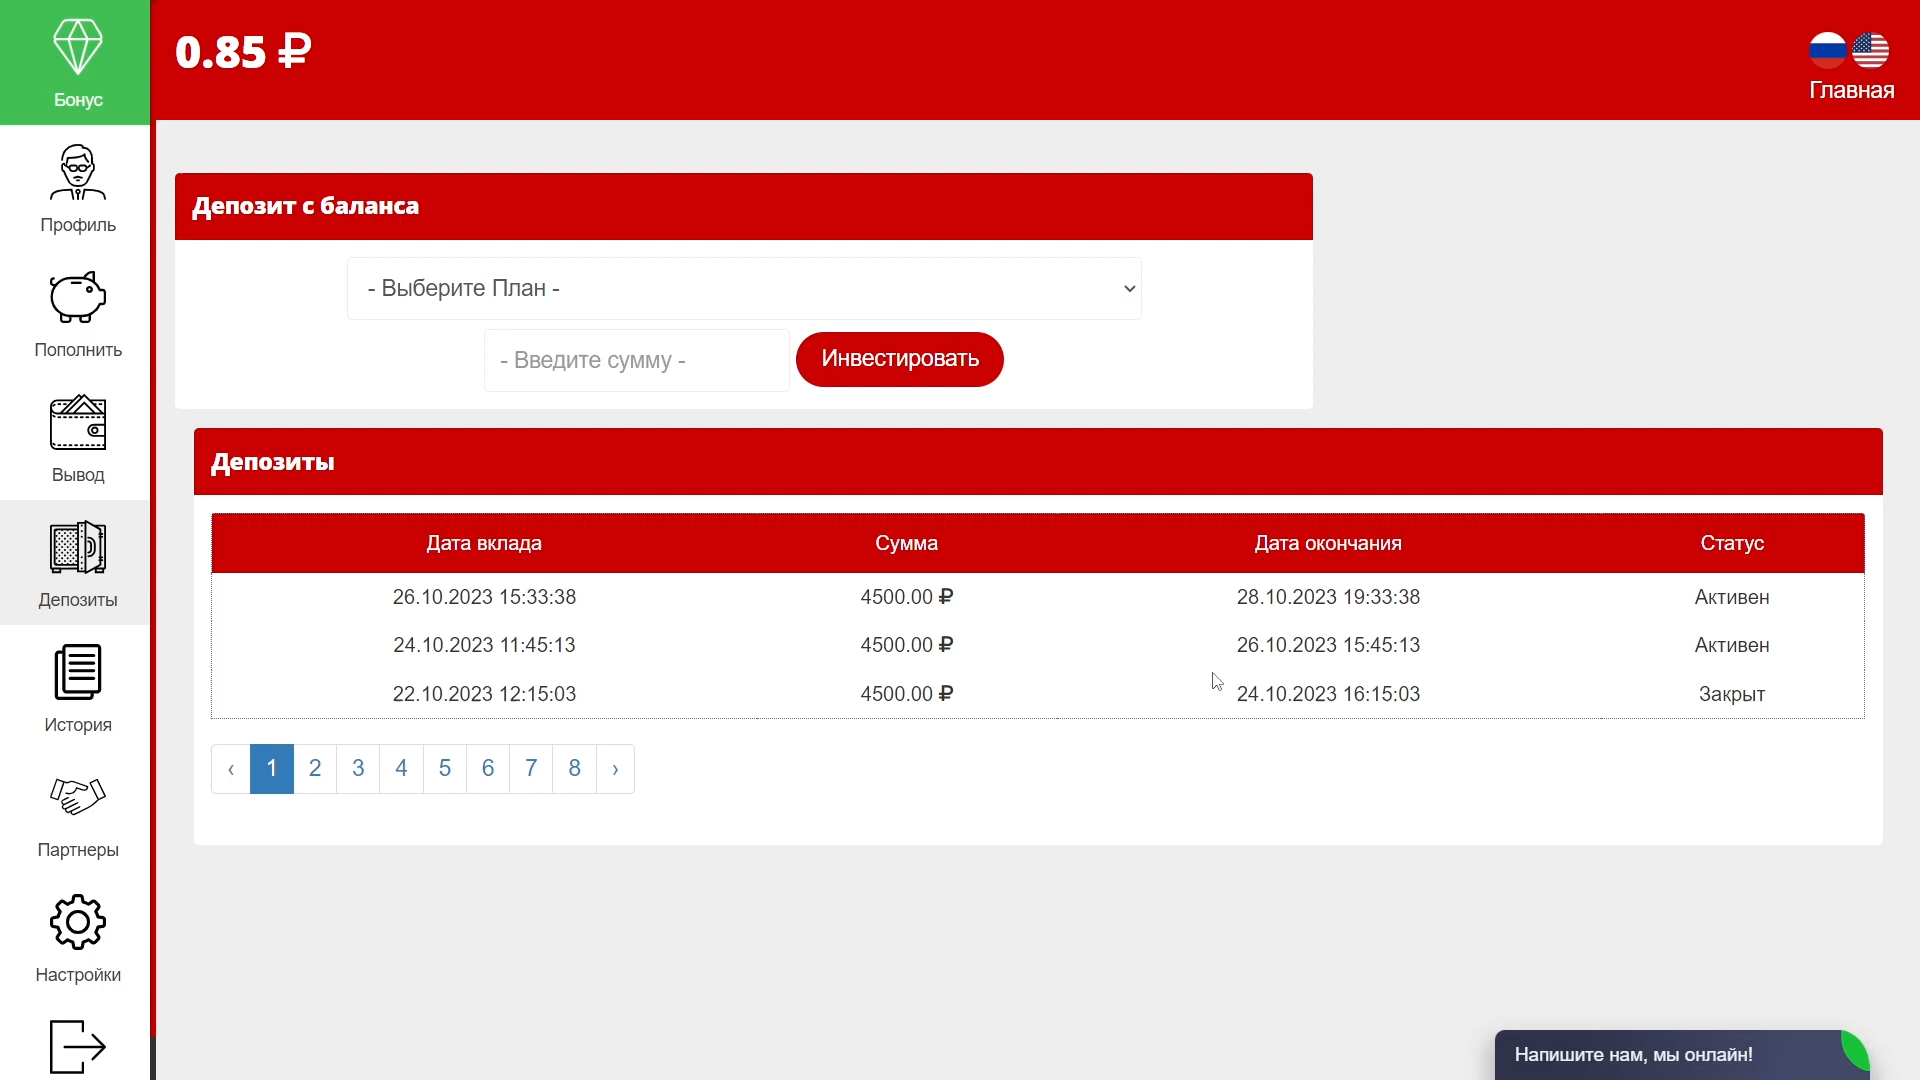 0.85 ₽
Главная
Бонус
Профиль
Пополнить
Вывод
Депозиты
История
Партнеры
Настройки
Депозит с баланса
- Выберите План -
- Введите сумму -
Инвестировать
Депозиты
Дата вклада Сумма Дата окончания Статус
26.10.2023 15:33:38 4500.00 ₽ 28.10.2023 19:33:38 Активен
24.10.2023 11:45:13 4500.00 ₽ 26.10.2023 15:45:13 Активен
22.10.2023 12:15:03 4500.00 ₽ 24.10.2023 16:15:03 Закрыт
‹ 1 2 3 4 5 6 7 8 ›
Напишите нам, мы онлайн!